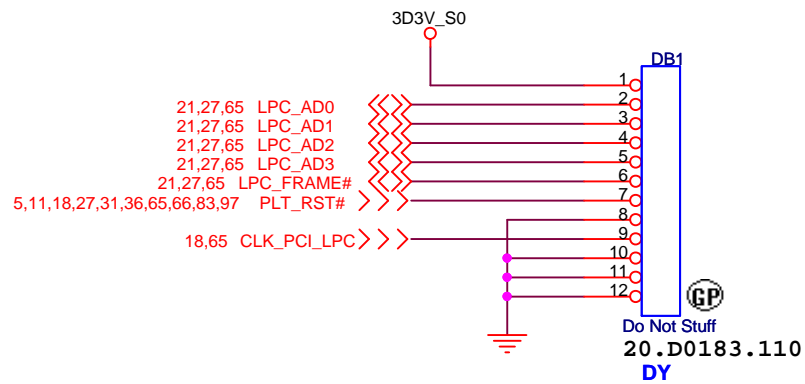 3D3V_S0
DB1
1
21,27,65 LPC_AD0 2
21,27,65 LPC_AD1 3
21,27,65 LPC_AD2 4
21,27,65 LPC_AD3 5
21,27,65 LPC_FRAME# 6
5,11,18,27,31,36,65,66,83,97 PLT_RST# 7
8
18,65 CLK_PCI_LPC 9
10
11
12
GP
Do Not Stuff
20.D0183.110
DY